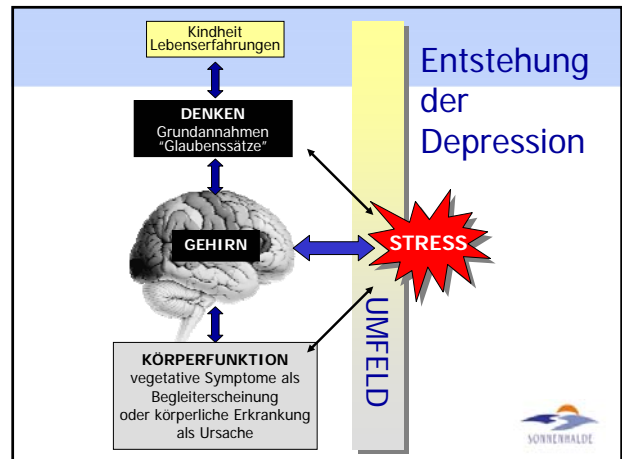 Kindheit
Lebenserfahrungen
Entstehung
der
Depression
DENKEN
Grundannahmen
"Glaubenssätze"
GEHIRN
STRESS
UMFELD
KÖRPERFUNKTION
vegetative Symptome als
Begleiterscheinung
oder körperliche Erkrankung
als Ursache
SONNENHALDE